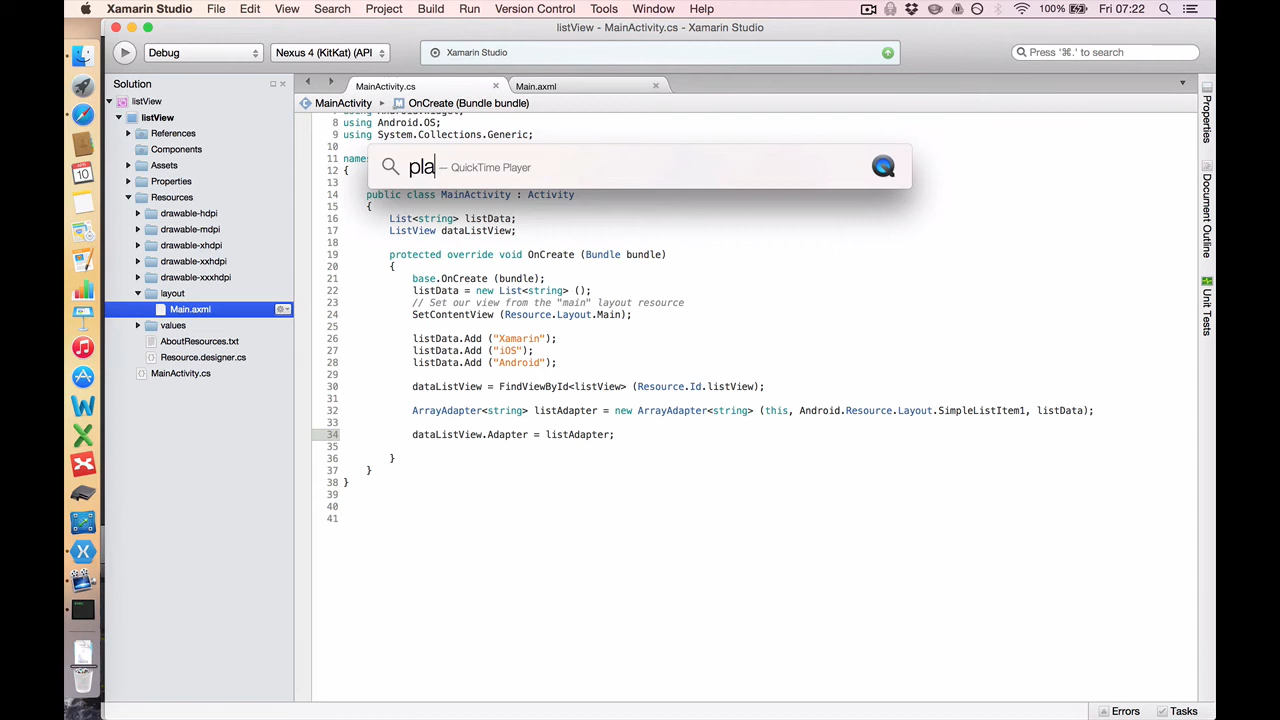 Xamarin Studio File Edit View Search Project Build Run Version Control Tools Window Help 100% Fri 07:22
listView - MainActivity.cs - Xamarin Studio
Debug Nexus 4 (KitKat) (API Xamarin Studio Press '⌘.' to search
Solution
listView
listView
References
Components
Assets
Properties
Resources
drawable-hdpi
drawable-mdpi
drawable-xhdpi
drawable-xxhdpi
drawable-xxxhdpi
layout
Main.axml
values
AboutResources.txt
Resource.designer.cs
MainActivity.cs
MainActivity.cs Main.axml
MainActivity ▸ OnCreate (Bundle bundle)
8 using Android.OS;
9 using System.Collections.Generic;
10
11 names
pla — QuickTime Player
12 {
14 public class MainActivity : Activity
15 {
16 List<string> listData;
17 ListView dataListView;
18
19 protected override void OnCreate (Bundle bundle)
20 {
21 base.OnCreate (bundle);
22 listData = new List<string> ();
23 // Set our view from the "main" layout resource
24 SetContentView (Resource.Layout.Main);
26 listData.Add ("Xamarin");
27 listData.Add ("iOS");
28 listData.Add ("Android");
30 dataListView = FindViewById<listView> (Resource.Id.listView);
31
32 ArrayAdapter<string> listAdapter = new ArrayAdapter<string> (this, Android.Resource.Layout.SimpleListItem1, listData);
33
34 dataListView.Adapter = listAdapter;
35
36 }
37 }
38 }
39
40
41
Properties
Document Outline
Unit Tests
APR
10
Errors Tasks